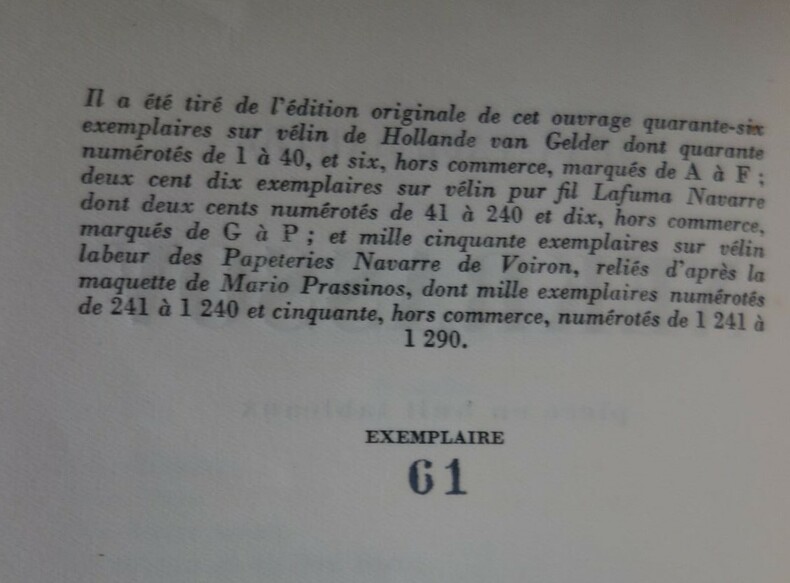 Il a été tiré de l'édition originale de cet ouvrage quarante-six
exemplaires sur vélin de Hollande van Gelder dont quarante
numérotés de 1 à 40, et six, hors commerce, marqués de A à F ;
deux cent dix exemplaires sur vélin pur fil Lafuma Navarre
dont deux cents numérotés de 41 à 240 et dix, hors commerce,
marqués de G à P ; et mille cinquante exemplaires sur vélin
labeur des Papeteries Navarre de Voiron, reliés d'après la
maquette de Mario Prassinos, dont mille exemplaires numérotés
de 241 à 1 240 et cinquante, hors commerce, numérotés de 1 241 à
1 290.
pièce en huit tableaux
EXEMPLAIRE
61